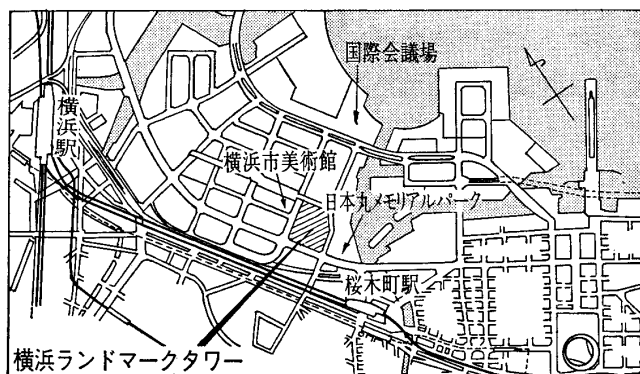 国際会議場
横浜駅
横浜市美術館
日本丸メモリアルパーク
桜木町駅
横浜ランドマークタワー